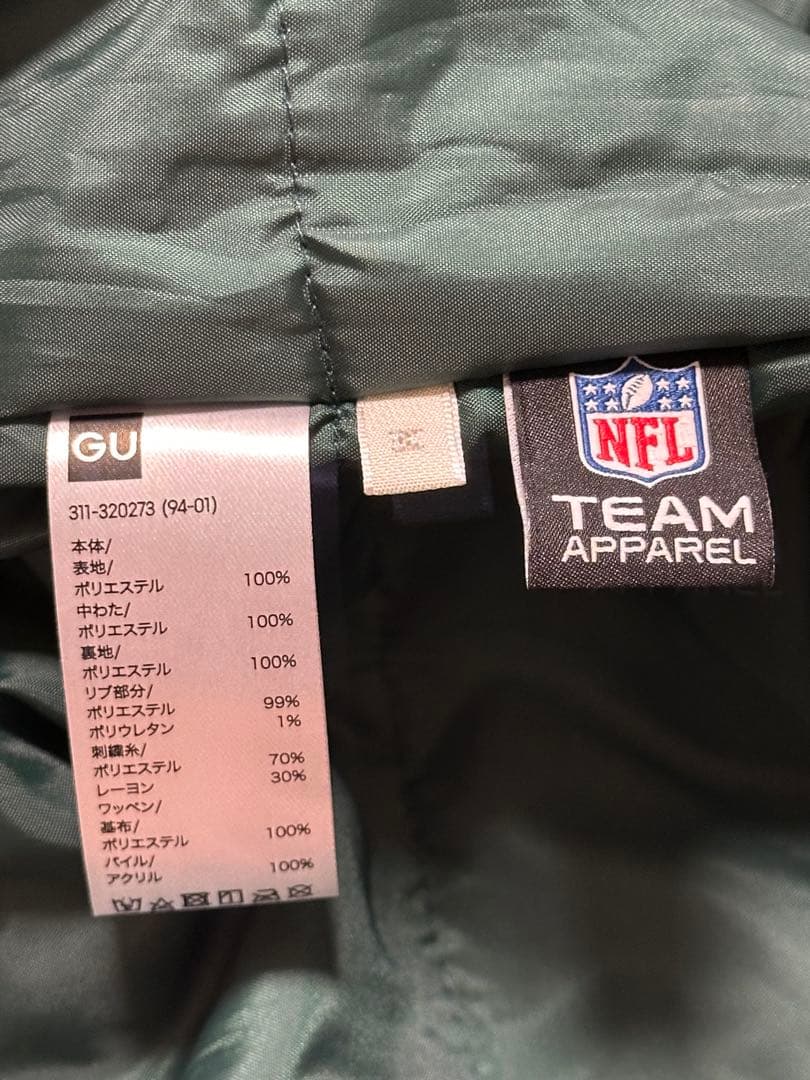 GU
311-320273 (94-01)
本体/
表地/
ポリエステル 100%
中わた/
ポリエステル 100%
裏地/
ポリエステル 100%
リブ部分/
ポリエステル 99%
ポリウレタン 1%
刺繍糸/
ポリエステル 70%
レーヨン 30%
ワッペン/
基布/
ポリエステル 100%
パイル/
アクリル 100%
NFL
TEAM
APPAREL